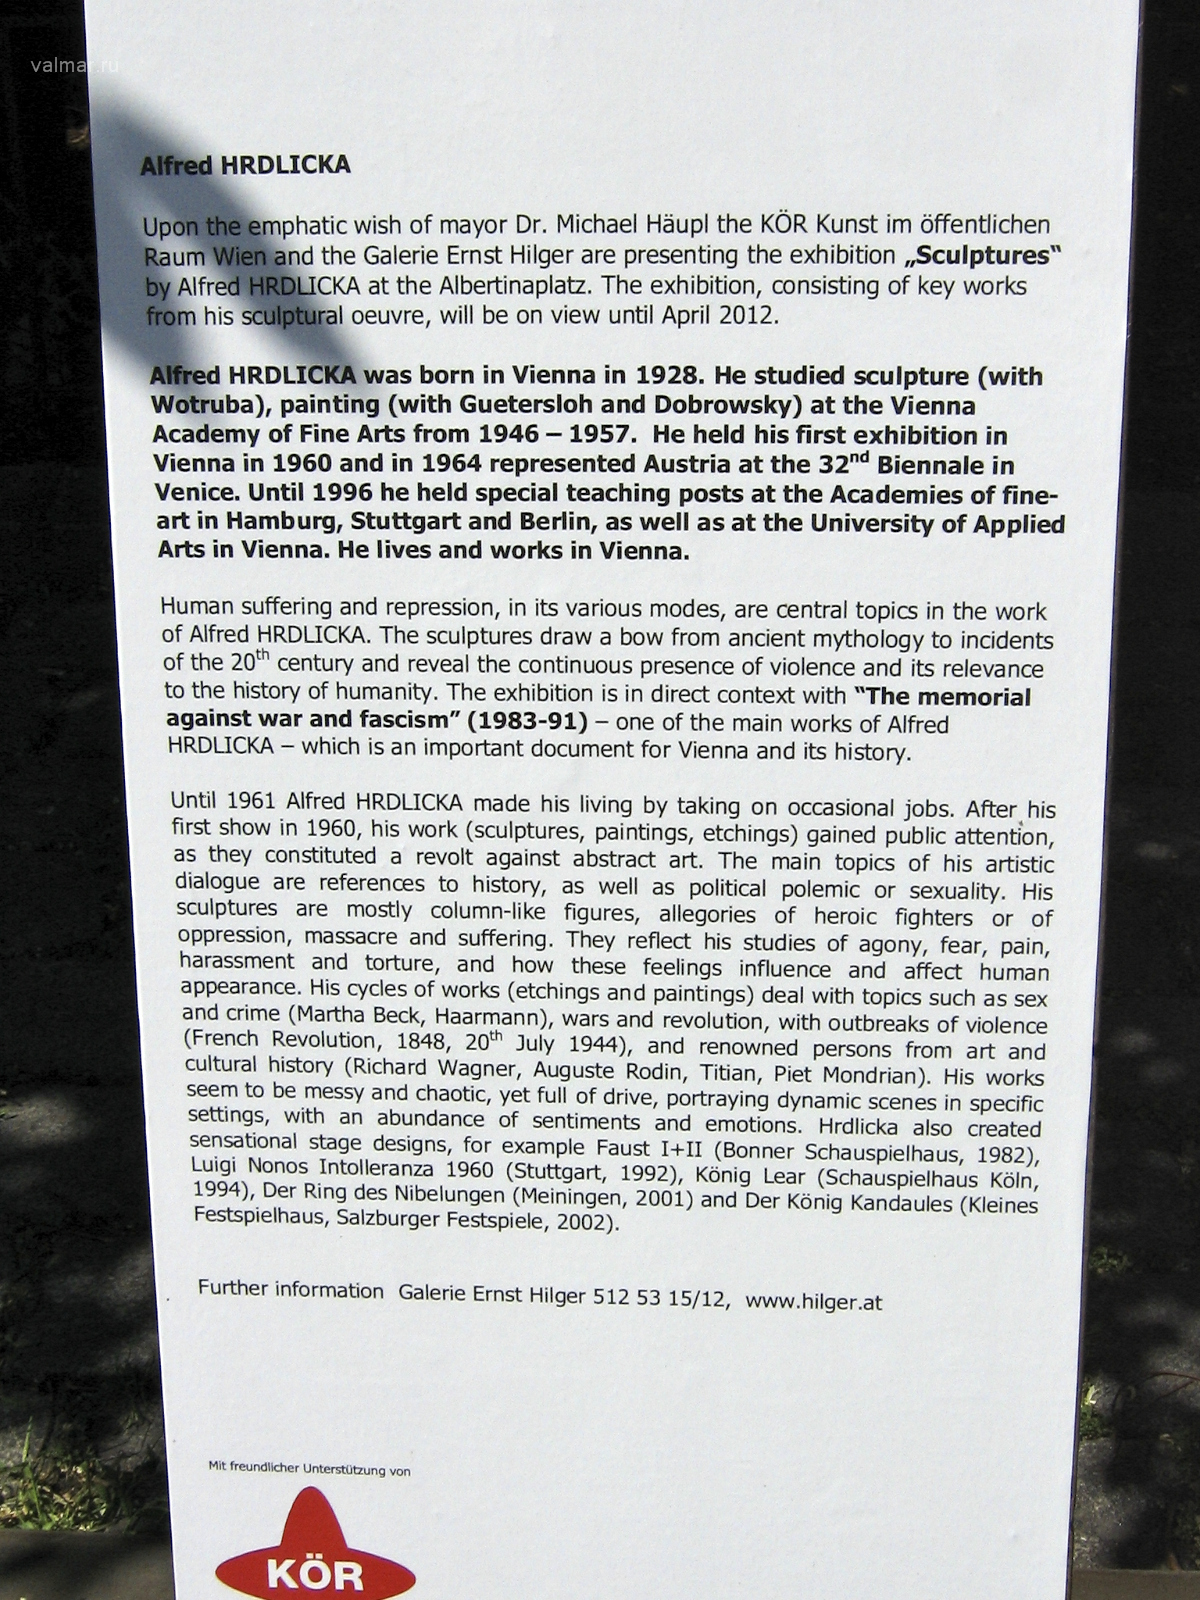 valmar.ru
Alfred HRDLICKA
Upon the emphatic wish of mayor Dr. Michael Häupl the KÖR Kunst im öffentlichen
Raum Wien and the Galerie Ernst Hilger are presenting the exhibition „Sculptures“
by Alfred HRDLICKA at the Albertinaplatz. The exhibition, consisting of key works
from his sculptural oeuvre, will be on view until April 2012.
Alfred HRDLICKA was born in Vienna in 1928. He studied sculpture (with
Wotruba), painting (with Guetersloh and Dobrowsky) at the Vienna
Academy of Fine Arts from 1946 – 1957. He held his first exhibition in
Vienna in 1960 and in 1964 represented Austria at the 32nd Biennale in
Venice. Until 1996 he held special teaching posts at the Academies of fine-
art in Hamburg, Stuttgart and Berlin, as well as at the University of Applied
Arts in Vienna. He lives and works in Vienna.
Human suffering and repression, in its various modes, are central topics in the work
of Alfred HRDLICKA. The sculptures draw a bow from ancient mythology to incidents
of the 20th century and reveal the continuous presence of violence and its relevance
to the history of humanity. The exhibition is in direct context with “The memorial
against war and fascism” (1983-91) – one of the main works of Alfred
HRDLICKA – which is an important document for Vienna and its history.
Until 1961 Alfred HRDLICKA made his living by taking on occasional jobs. After his
first show in 1960, his work (sculptures, paintings, etchings) gained public attention,
as they constituted a revolt against abstract art. The main topics of his artistic
dialogue are references to history, as well as political polemic or sexuality. His
sculptures are mostly column-like figures, allegories of heroic fighters or of
oppression, massacre and suffering. They reflect his studies of agony, fear, pain,
harassment and torture, and how these feelings influence and affect human
appearance. His cycles of works (etchings and paintings) deal with topics such as sex
and crime (Martha Beck, Haarmann), wars and revolution, with outbreaks of violence
(French Revolution, 1848, 20th July 1944), and renowned persons from art and
cultural history (Richard Wagner, Auguste Rodin, Titian, Piet Mondrian). His works
seem to be messy and chaotic, yet full of drive, portraying dynamic scenes in specific
settings, with an abundance of sentiments and emotions. Hrdlicka also created
sensational stage designs, for example Faust I+II (Bonner Schauspielhaus, 1982),
Luigi Nonos Intolleranza 1960 (Stuttgart, 1992), König Lear (Schauspielhaus Köln,
1994), Der Ring des Nibelungen (Meiningen, 2001) and Der König Kandaules (Kleines
Festspielhaus, Salzburger Festspiele, 2002).
Further information Galerie Ernst Hilger 512 53 15/12, www.hilger.at
Mit freundlicher Unterstützung von
KÖR